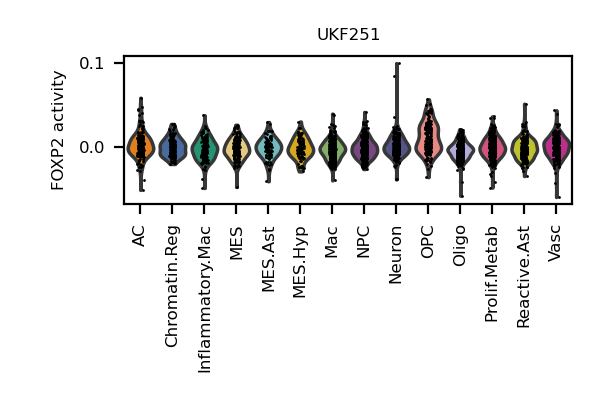 UKF251
FOXP2 activity
0.1
0.0
AC
Chromatin.Reg
Inflammatory.Mac
MES
MES.Ast
MES.Hyp
Mac
NPC
Neuron
OPC
Oligo
Prolif.Metab
Reactive.Ast
Vasc